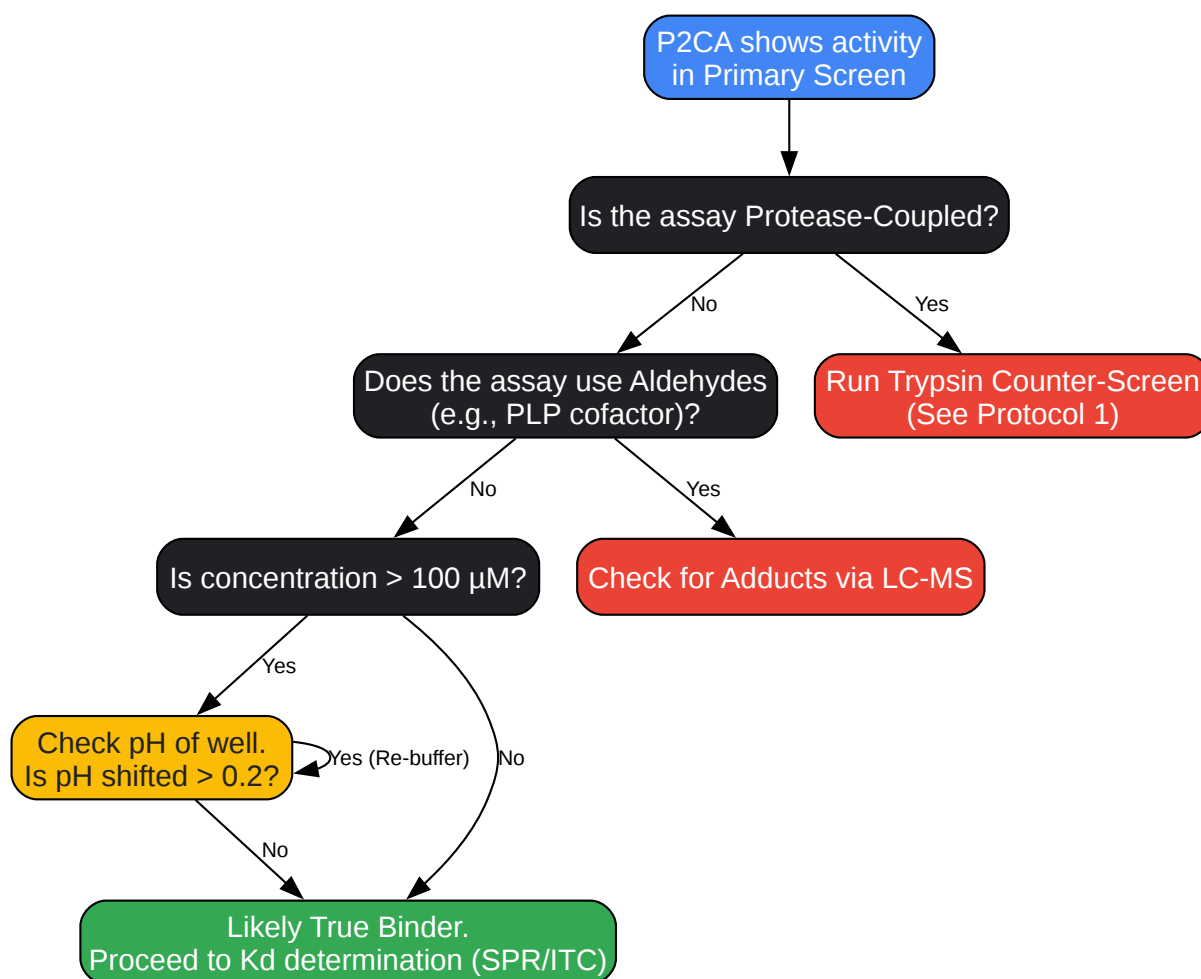 P2CA shows activity
in Primary Screen
Is the assay Protease-Coupled?
No
Yes
Does the assay use Aldehydes
(e.g., PLP cofactor)?
Run Trypsin Counter-Screen
(See Protocol 1)
No
Yes
Is concentration > 100 µM?
Check for Adducts via LC-MS
Yes
Check pH of well.
Is pH shifted > 0.2?
Yes (Re-buffer)
No
No
Likely True Binder.
Proceed to Kd determination (SPR/ITC)